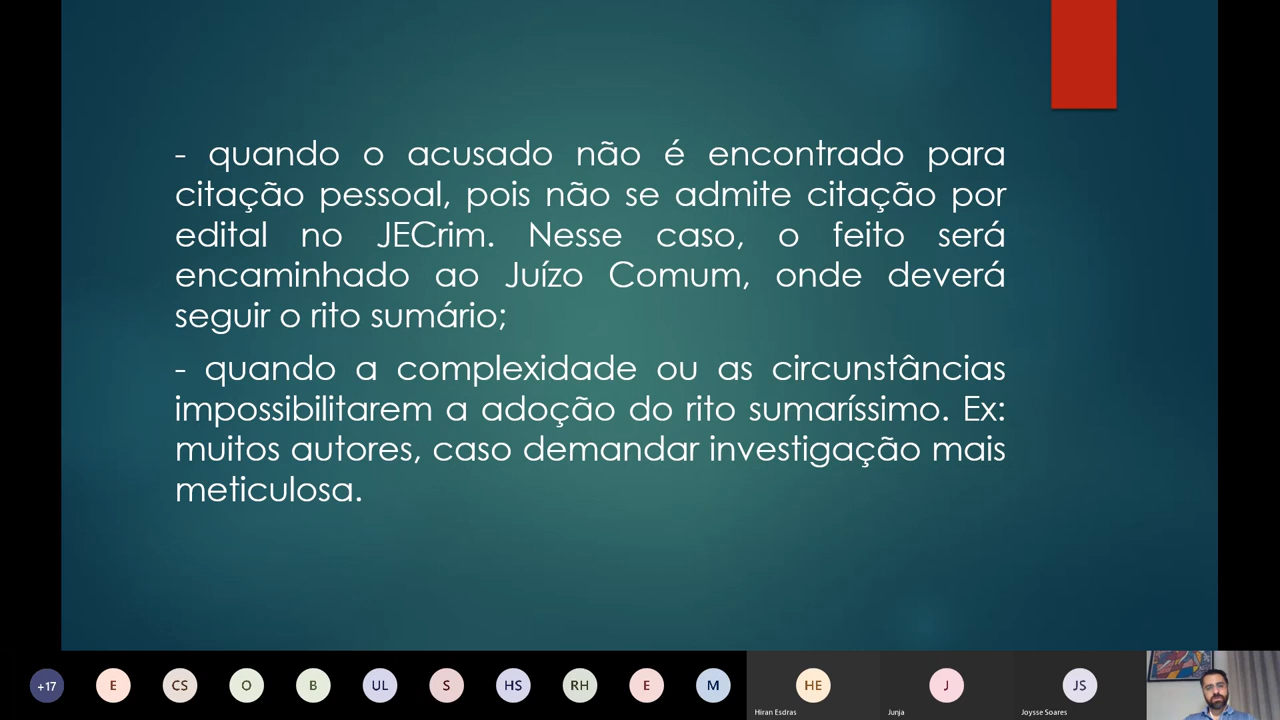 - quando o acusado não é encontrado para
citação pessoal, pois não se admite citação por
edital no JECrim. Nesse caso, o feito será
encaminhado ao Juízo Comum, onde deverá
seguir o rito sumário;
- quando a complexidade ou as circunstâncias
impossibilitarem a adoção do rito sumaríssimo. Ex:
muitos autores, caso demandar investigação mais
meticulosa.
+17 E CS O B UL S HS RH E M HE J JS
Hiran Esdras Junja Joysse Soares